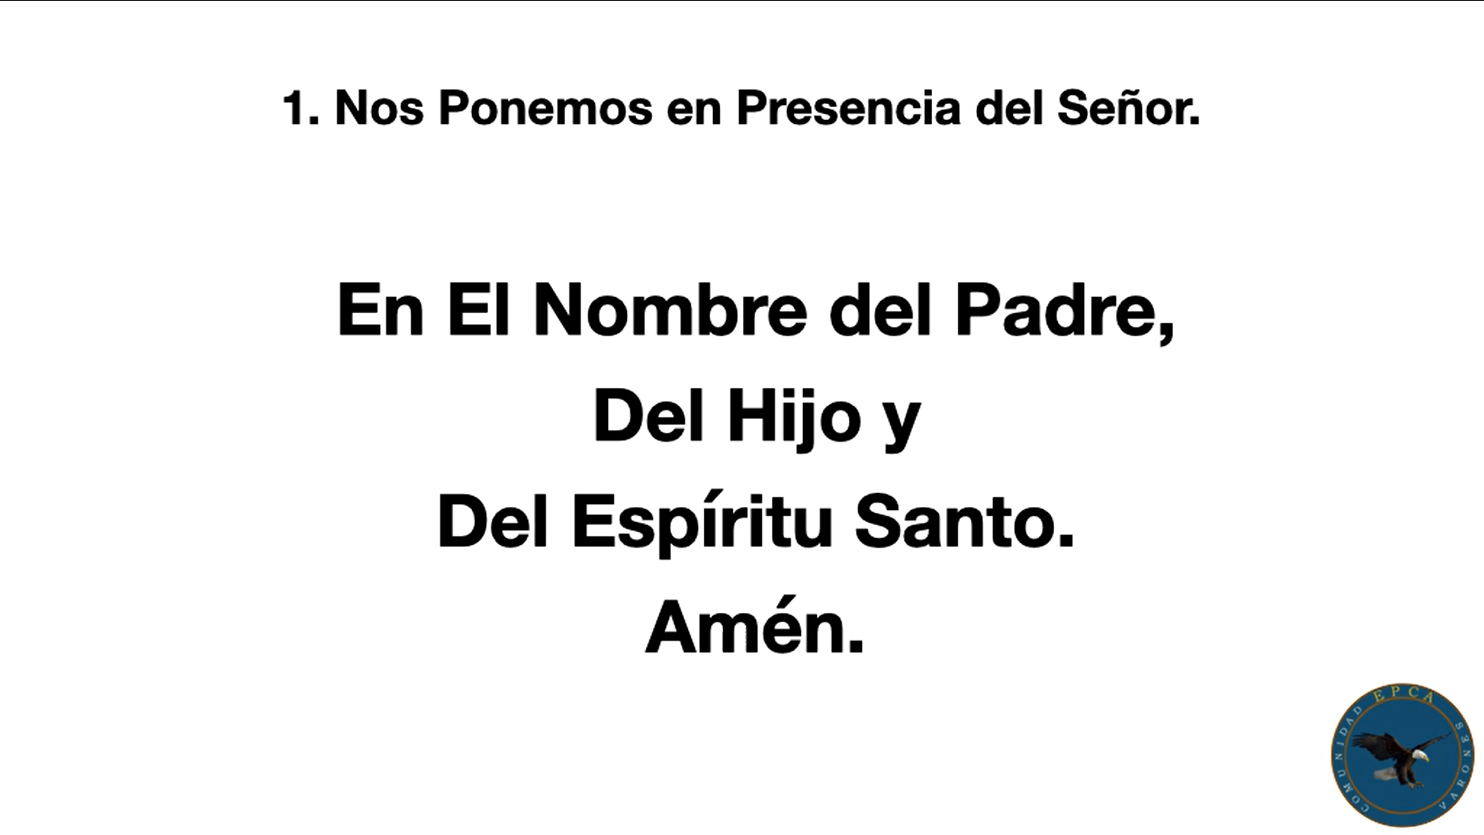 1. Nos Ponemos en Presencia del Señor.
En El Nombre del Padre,
Del Hijo y
Del Espíritu Santo.
Amén.
EPCA
COMUNIDAD
VARONES